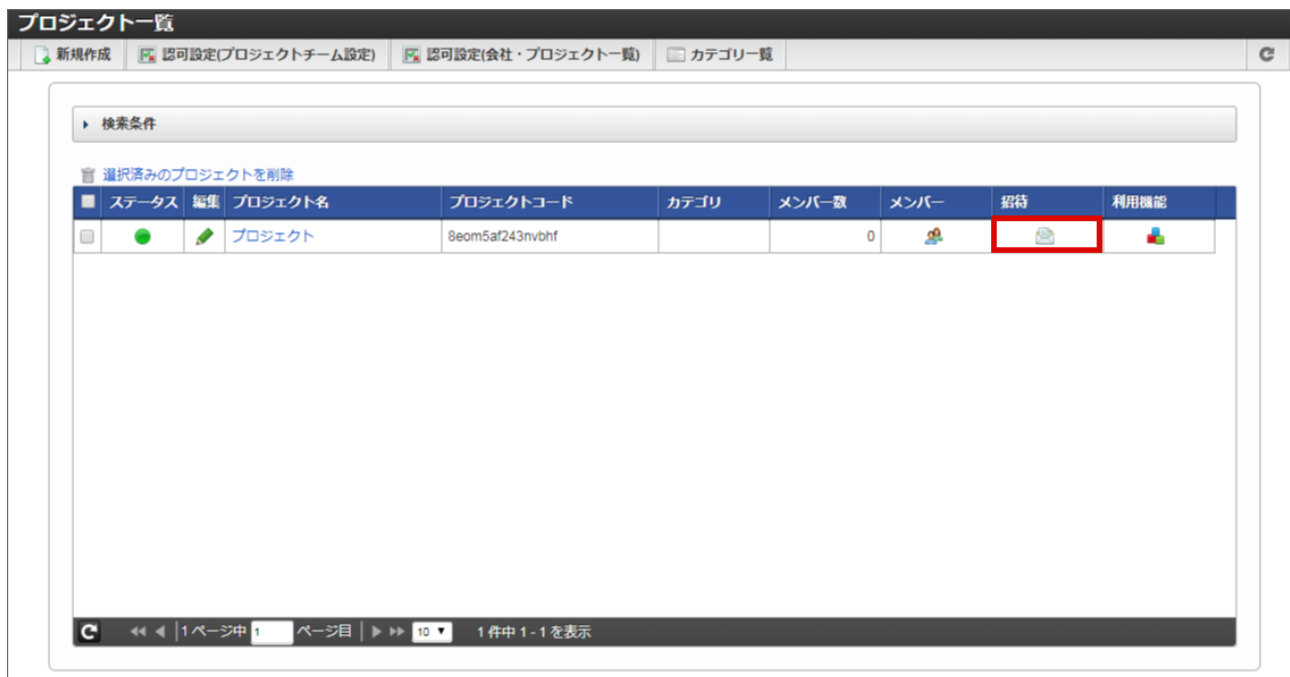 プロジェクト一覧
新規作成 認可設定(プロジェクトチーム設定) 認可設定(会社・プロジェクト一覧) カテゴリ一覧
検索条件
選択済みのプロジェクトを削除
ステータス 編集 プロジェクト名 プロジェクトコード カテゴリ メンバー数 メンバー 招待 利用機能
プロジェクト 8eom5af243nvbhf 0
1 ページ中 1 ページ目 10 1 件中 1 - 1 を表示